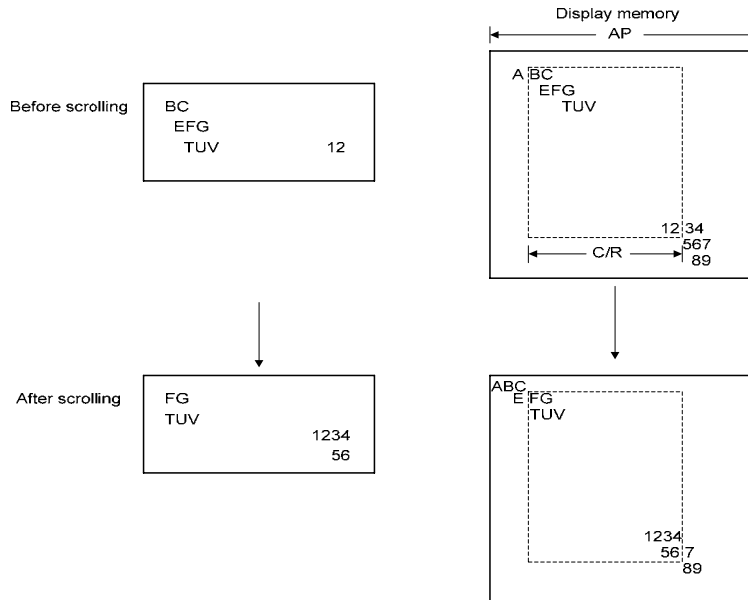 Display memory
AP
Before scrolling
BC
EFG
TUV 12
A BC
EFG
TUV
12 34
567
89
C/R
After scrolling
FG
TUV
1234
56
ABC
E FG
TUV
1234
56 7
89